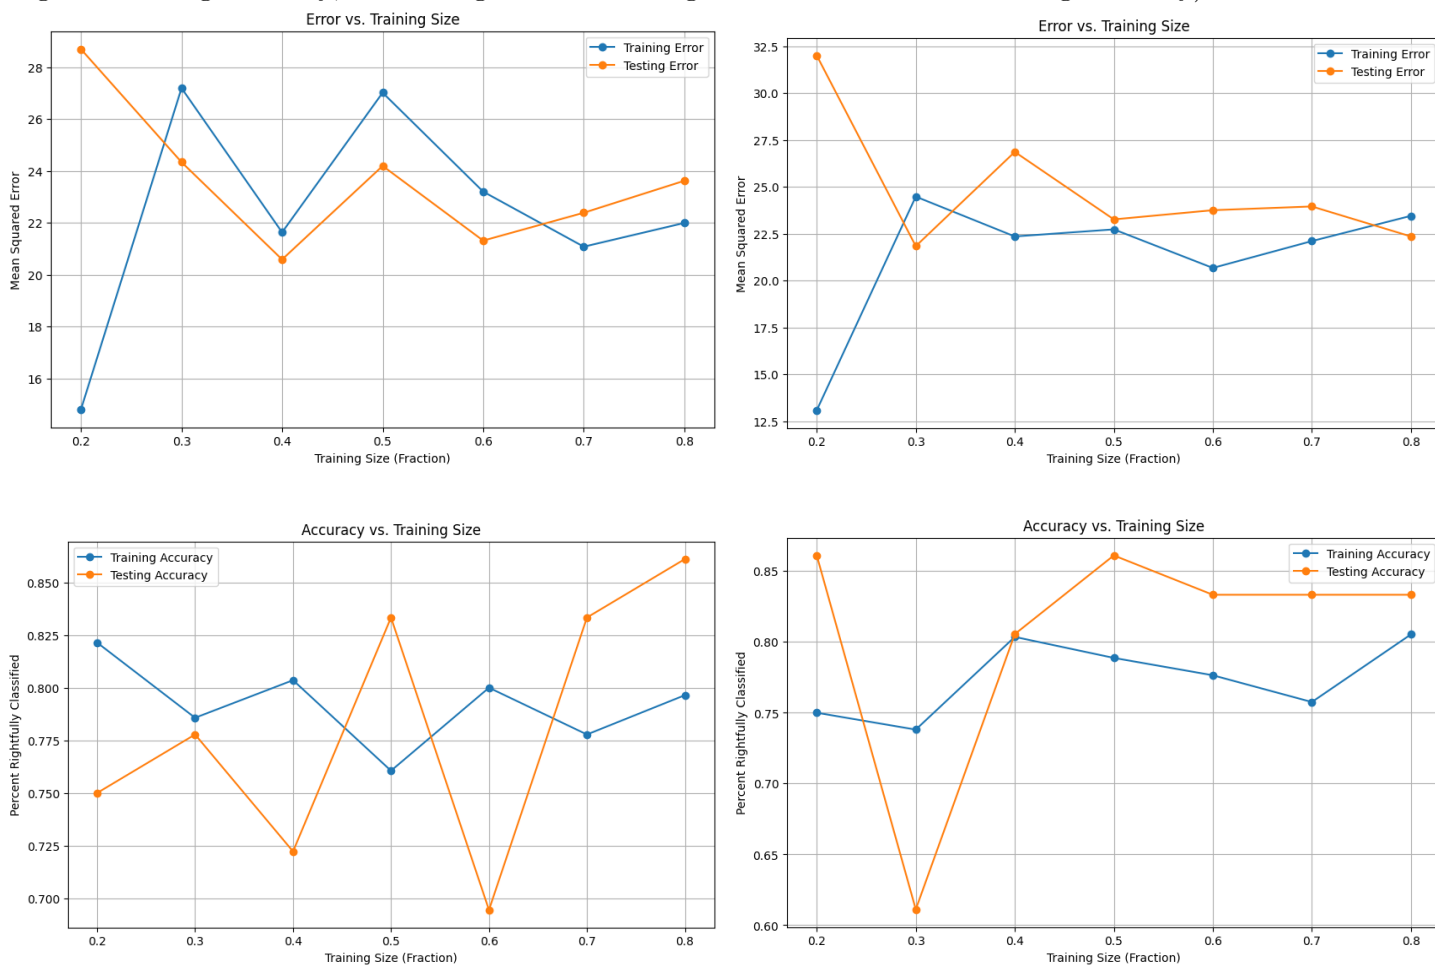 Error vs. Training Size
Training Error
Testing Error
28
26
24
22
20
18
16
Mean Squared Error
0.2 0.3 0.4 0.5 0.6 0.7 0.8
Training Size (Fraction)
Error vs. Training Size
Training Error
Testing Error
32.5
30.0
27.5
25.0
22.5
20.0
17.5
15.0
12.5
Mean Squared Error
0.2 0.3 0.4 0.5 0.6 0.7 0.8
Training Size (Fraction)
Accuracy vs. Training Size
Training Accuracy
Testing Accuracy
0.850
0.825
0.800
0.775
0.750
0.725
0.700
Percent Rightfully Classified
0.2 0.3 0.4 0.5 0.6 0.7 0.8
Training Size (Fraction)
Accuracy vs. Training Size
Training Accuracy
Testing Accuracy
0.85
0.80
0.75
0.70
0.65
0.60
Percent Rightfully Classified
0.2 0.3 0.4 0.5 0.6 0.7 0.8
Training Size (Fraction)